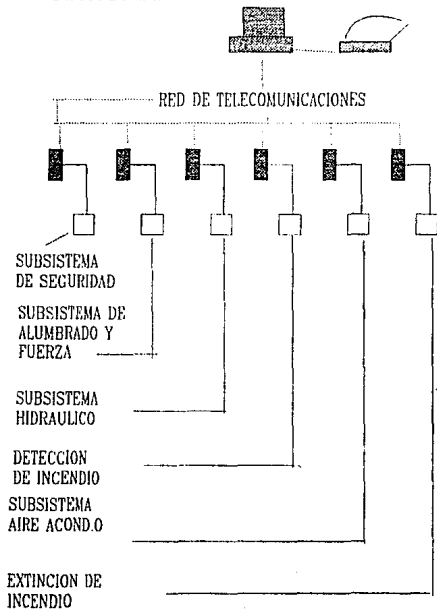 RED DE TELECOMUNICACIONES
SUBSISTEMA
DE SEGURIDAD
SUBSISTEMA DE
ALUMBRADO Y
FUERZA
SUBSISTEMA
HIDRAULICO
DETECCION
DE INCENDIO
SUBSISTEMA
AIRE ACOND.O
EXTINCION DE
INCENDIO